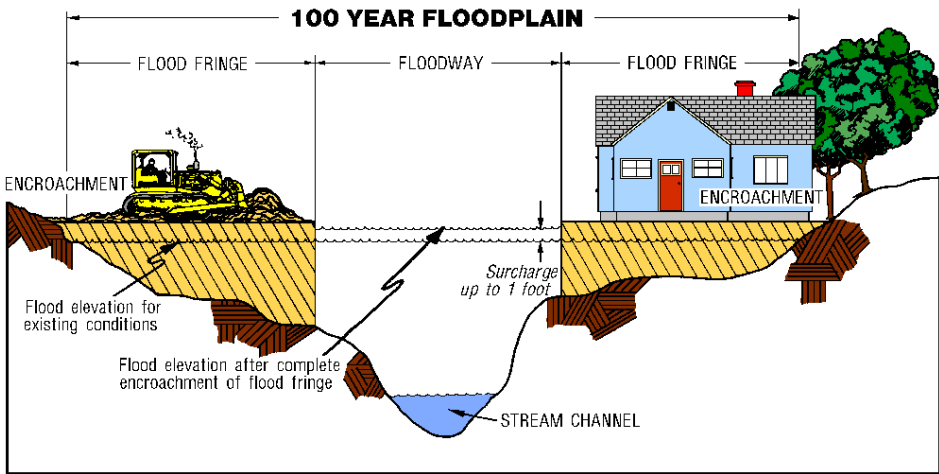 100 YEAR FLOODPLAIN
FLOOD FRINGE
FLOODWAY
FLOOD FRINGE
ENCROACHMENT
ENCROACHMENT
Surcharge
up to 1 foot
Flood elevation for
existing conditions
Flood elevation after complete
encroachment of flood fringe
STREAM CHANNEL